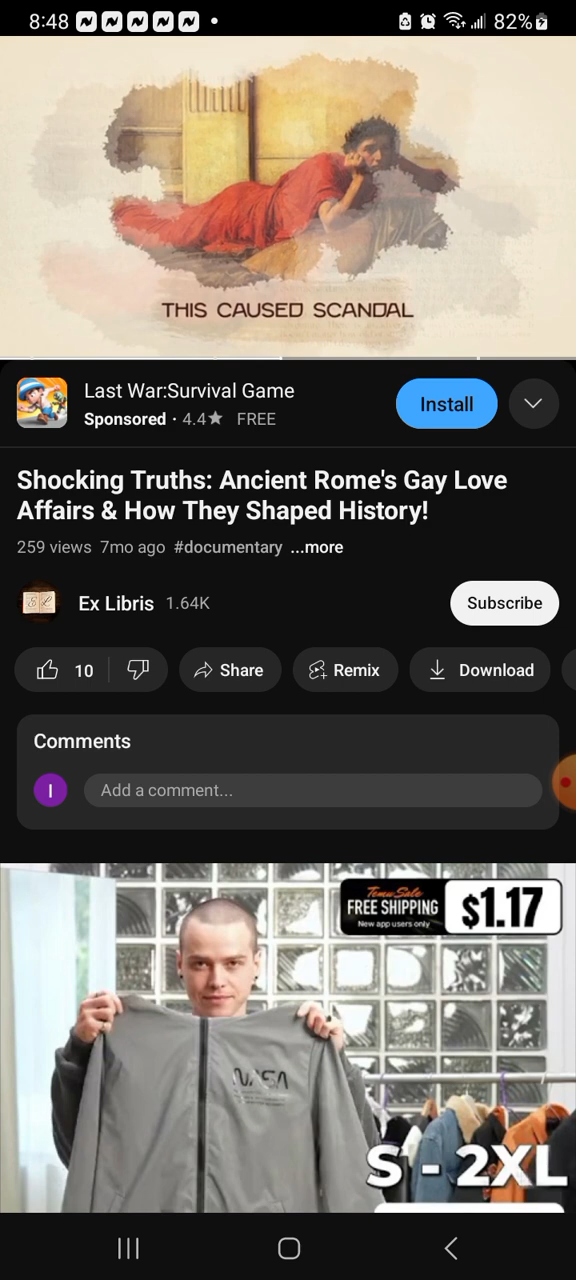 8:48
82%
THIS CAUSED SCANDAL
Last War:Survival Game
Sponsored · 4.4★ FREE
Install
Shocking Truths: Ancient Rome's Gay Love
Affairs & How They Shaped History!
259 views 7mo ago #documentary ...more
Ex Libris 1.64K
Subscribe
10
Share
Remix
Download
Comments
I
Add a comment...
Temu Sale
FREE SHIPPING
New app users only
$1.17
NASA
S - 2XL